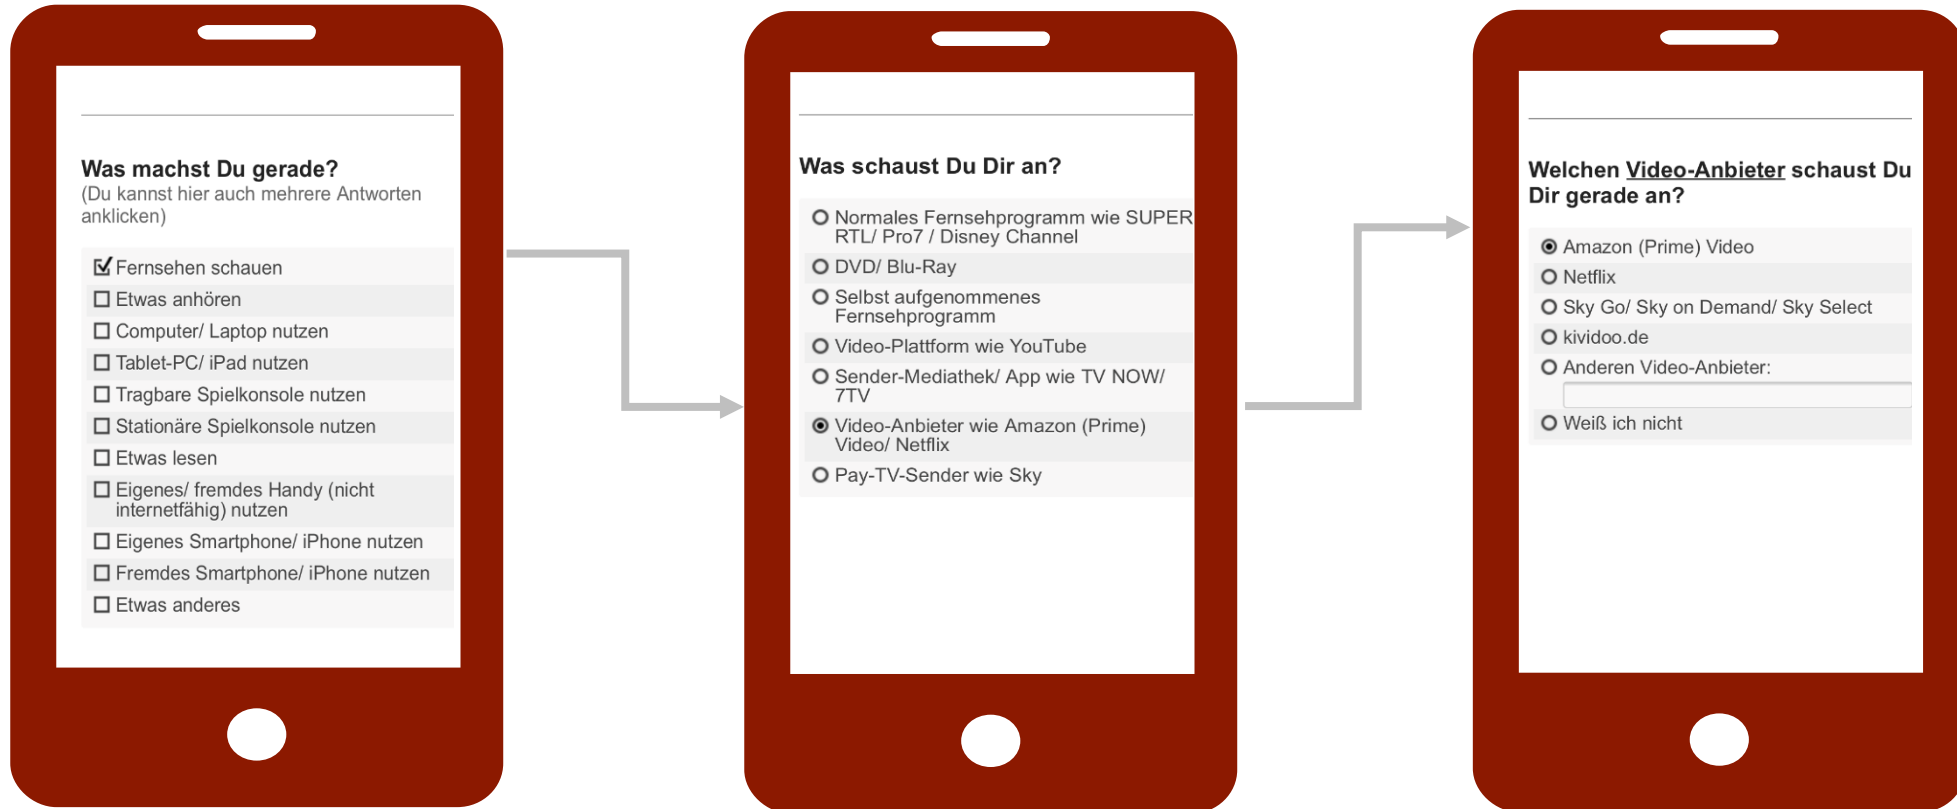 Was machst Du gerade?
(Du kannst hier auch mehrere Antworten
anklicken)
Fernsehen schauen
Etwas anhören
Computer/ Laptop nutzen
Tablet-PC/ iPad nutzen
Tragbare Spielkonsole nutzen
Stationäre Spielkonsole nutzen
Etwas lesen
Eigenes/ fremdes Handy (nicht
internetfähig) nutzen
Eigenes Smartphone/ iPhone nutzen
Fremdes Smartphone/ iPhone nutzen
Etwas anderes
Was schaust Du Dir an?
Normales Fernsehprogramm wie SUPER
RTL/ Pro7 / Disney Channel
DVD/ Blu-Ray
Selbst aufgenommenes
Fernsehprogramm
Video-Plattform wie YouTube
Sender-Mediathek/ App wie TV NOW/
7TV
Video-Anbieter wie Amazon (Prime)
Video/ Netflix
Pay-TV-Sender wie Sky
Welchen Video-Anbieter schaust Du
Dir gerade an?
Amazon (Prime) Video
Netflix
Sky Go/ Sky on Demand/ Sky Select
kividoo.de
Anderen Video-Anbieter:
Weiß ich nicht